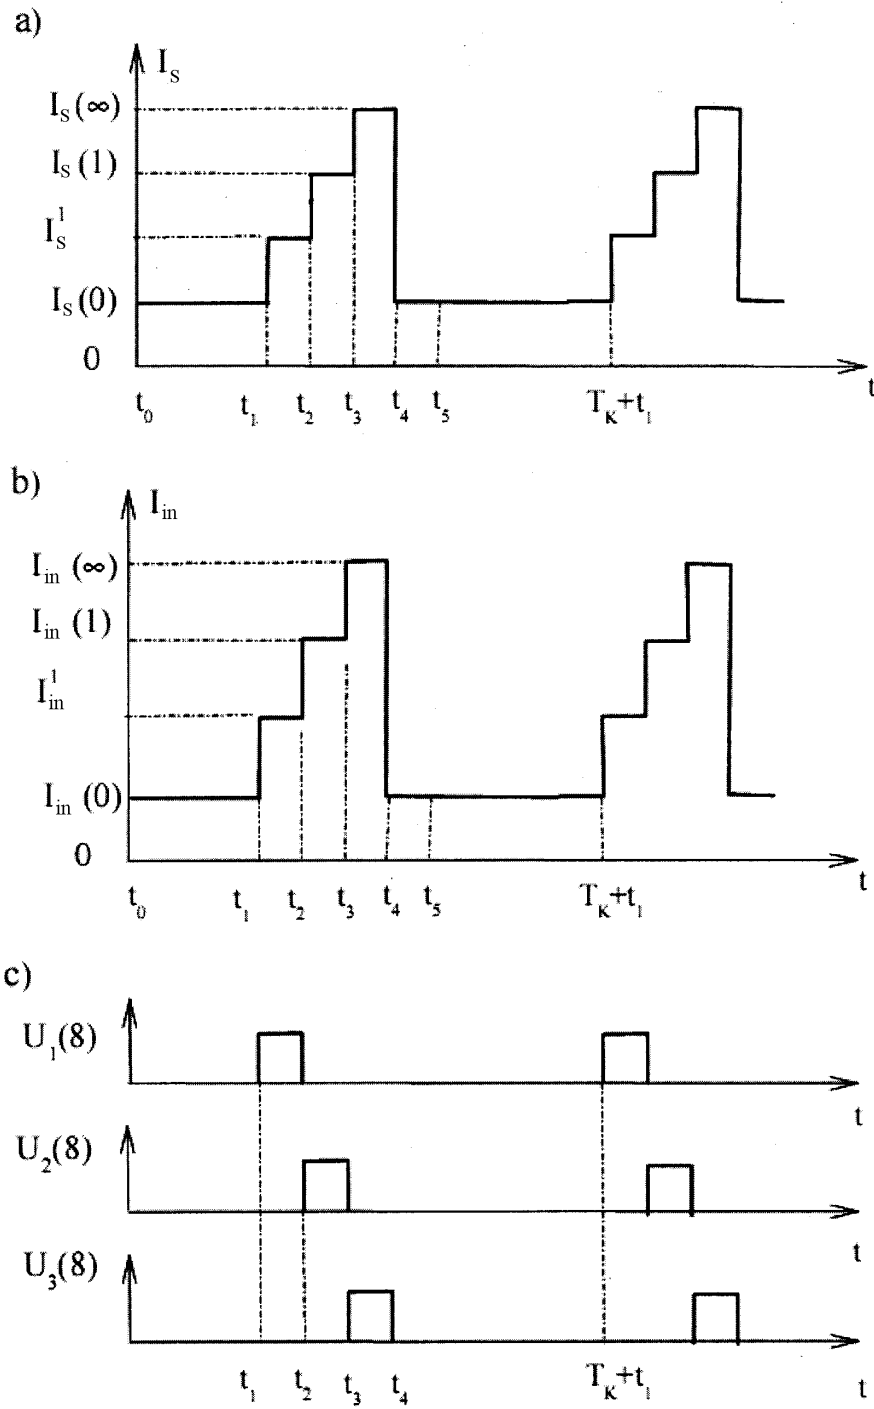 a)
I_S
I_S(∞)
I_S(1)
I_S^1
I_S(0)
0
t_0 t_1 t_2 t_3 t_4 t_5 T_K+t_1 t
b)
I_in
I_in (∞)
I_in (1)
I_in^1
I_in (0)
0
t_0 t_1 t_2 t_3 t_4 t_5 T_K+t_1 t
c)
U_1(8)
t
U_2(8)
t
U_3(8)
t_1 t_2 t_3 t_4 T_K+t_1 t